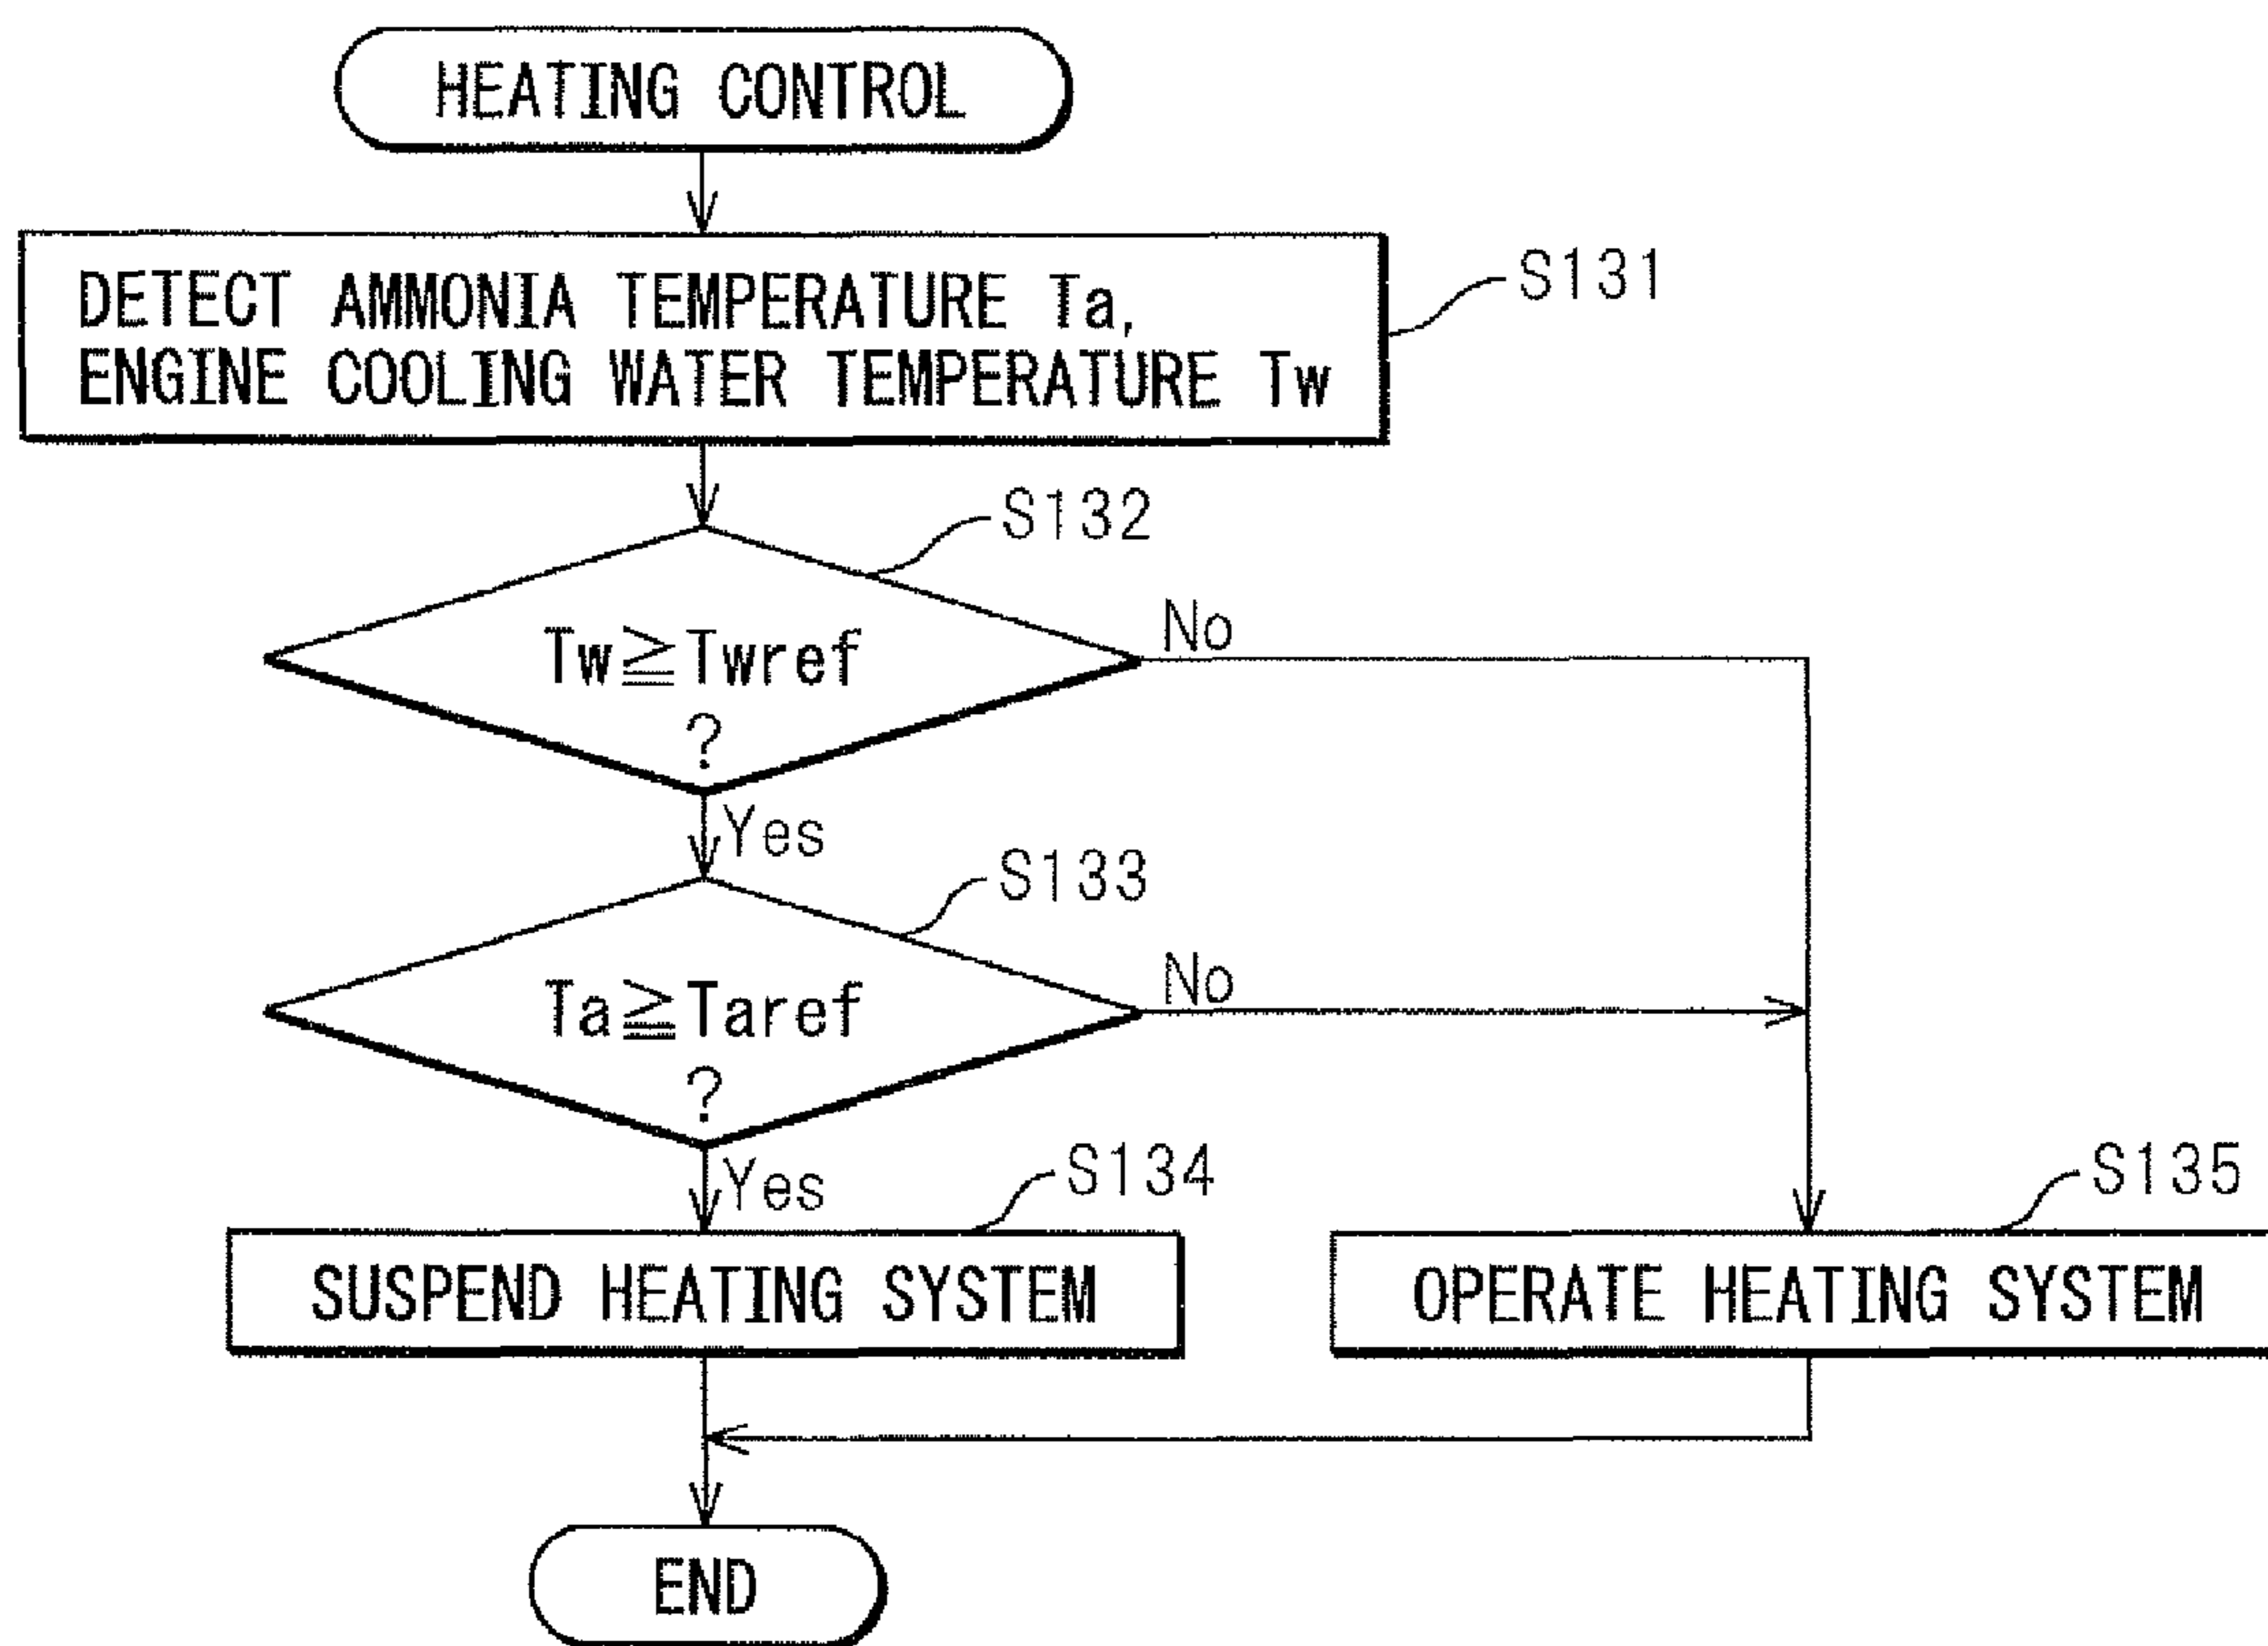 HEATING CONTROL
DETECT AMMONIA TEMPERATURE Ta,
ENGINE COOLING WATER TEMPERATURE Tw
S131
S132
Tw≧Twref
?
No
Yes
S133
Ta≧Taref
?
No
Yes
S134
SUSPEND HEATING SYSTEM
S135
OPERATE HEATING SYSTEM
END